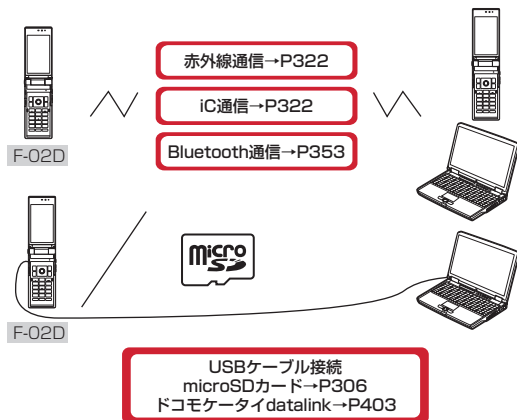 赤外線通信→P322
iC通信→P322
Bluetooth通信→P353
F-02D
micro
SD
F-02D
USBケーブル接続
microSDカード→P306
ドコモケータイdatalink→P403